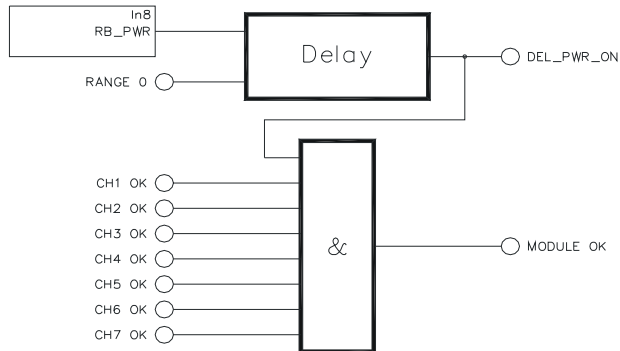 In8
RB_PWR
Delay
DEL_PWR_ON
RANGE 0
CH1 OK
CH2 OK
CH3 OK
CH4 OK
CH5 OK
CH6 OK
CH7 OK
&
MODULE OK